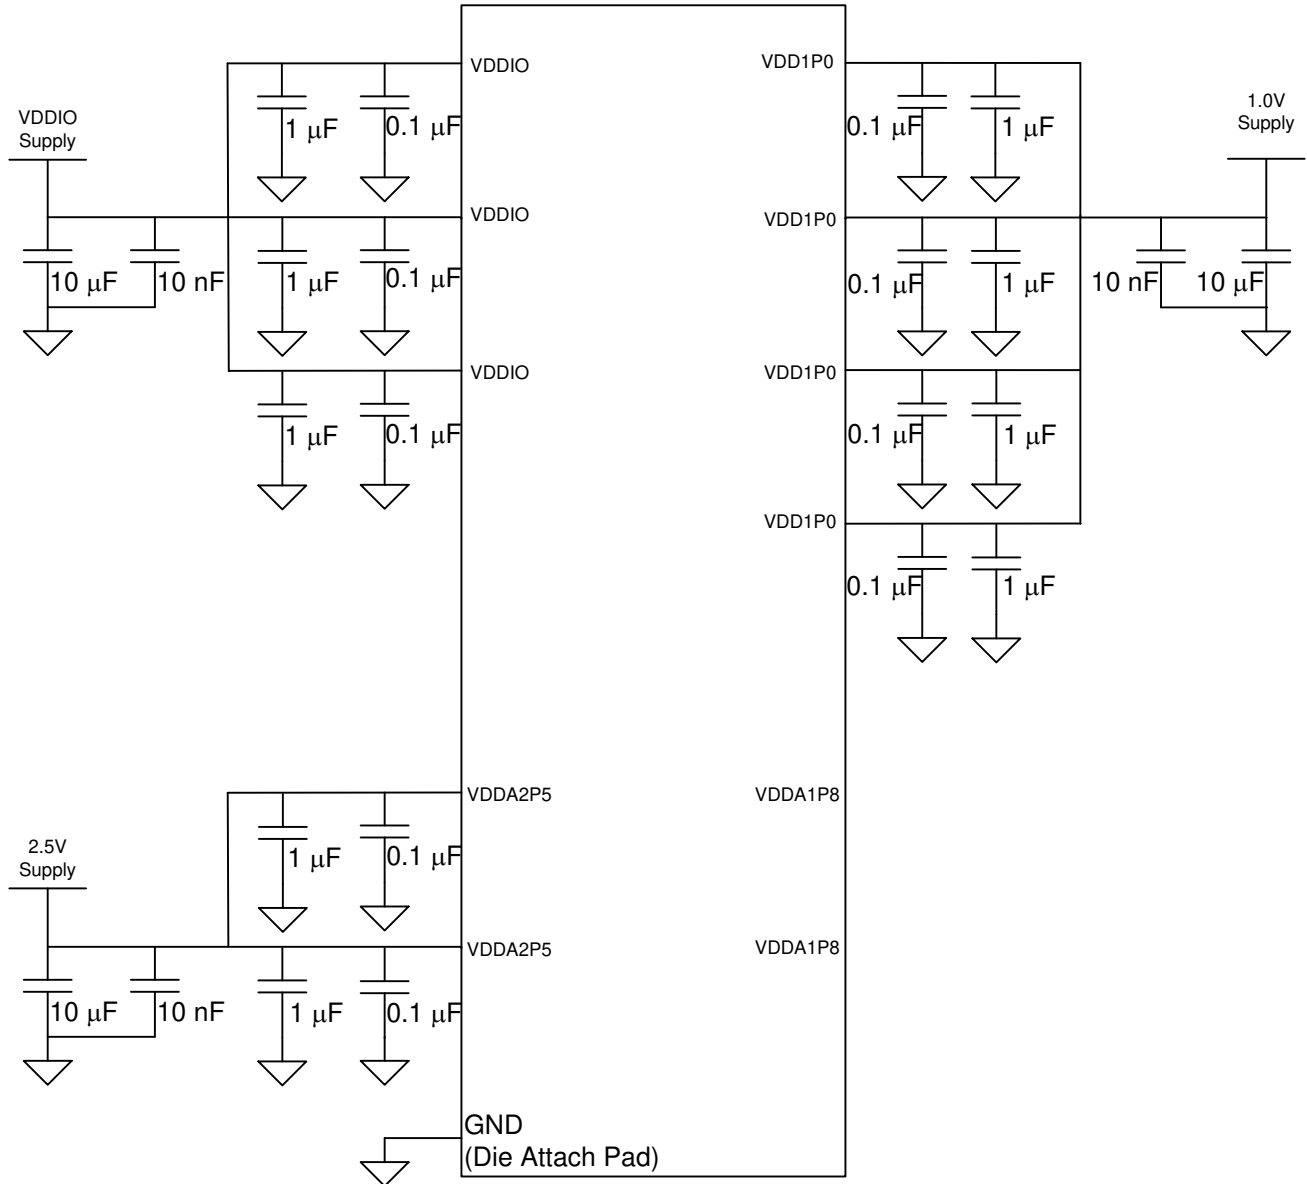 VDDIO
VDD1P0
VDDIO
Supply
1 μF
0.1 μF
0.1 μF
1 μF
1.0V
Supply
VDDIO
VDD1P0
10 μF
10 nF
1 μF
0.1 μF
0.1 μF
1 μF
10 nF
10 μF
VDDIO
VDD1P0
1 μF
0.1 μF
0.1 μF
1 μF
VDD1P0
0.1 μF
1 μF
VDDA2P5
VDDA1P8
2.5V
Supply
1 μF
0.1 μF
VDDA2P5
VDDA1P8
10 μF
10 nF
1 μF
0.1 μF
GND
(Die Attach Pad)